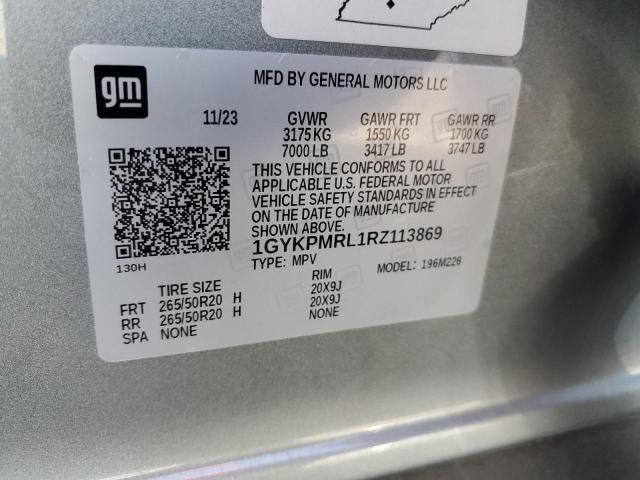 gm
MFD BY GENERAL MOTORS LLC
11/23 GVWR GAWR FRT GAWR RR
3175 KG 1550 KG 1700 KG
7000 LB 3417 LB 3747 LB
THIS VEHICLE CONFORMS TO ALL
APPLICABLE U.S. FEDERAL MOTOR
VEHICLE SAFETY STANDARDS IN EFFECT
ON THE DATE OF MANUFACTURE
SHOWN ABOVE.
1GYKPMRL1RZ113869
130H TYPE: MPV MODEL: 196M226
TIRE SIZE RIM
FRT 265/50R20 H 20X9J
RR 265/50R20 H 20X9J
SPA NONE NONE